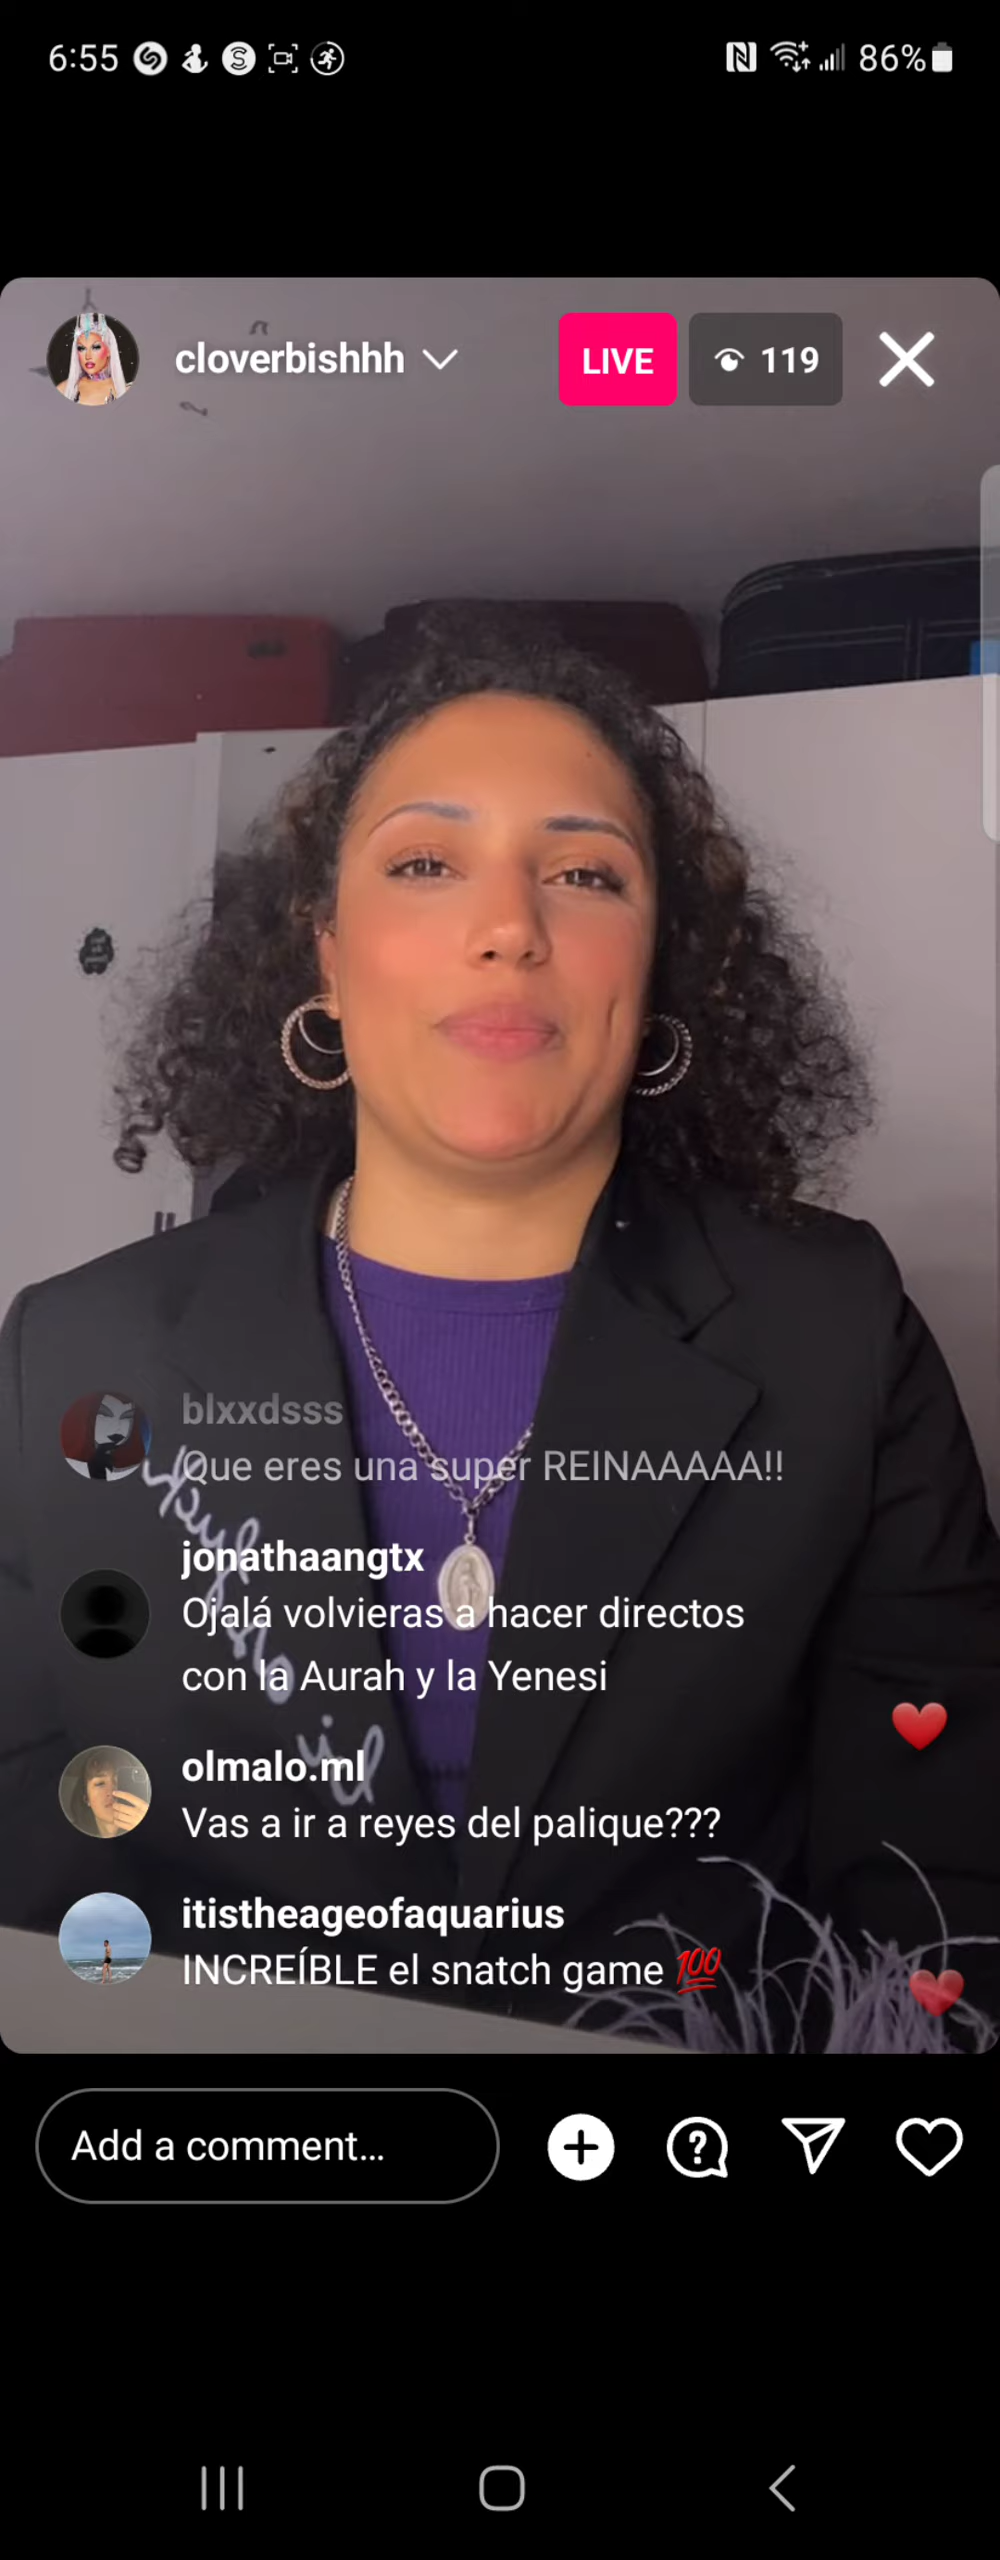 6:55
86%
cloverbishhh
LIVE
119
blxxdsss
Que eres una super REINAAAAA!!
jonathaangtx
Ojalá volvieras a hacer directos
con la Aurah y la Yenesi
olmalo.ml
Vas a ir a reyes del palique???
itistheageofaquarius
INCREÍBLE el snatch game 💯
Add a comment...